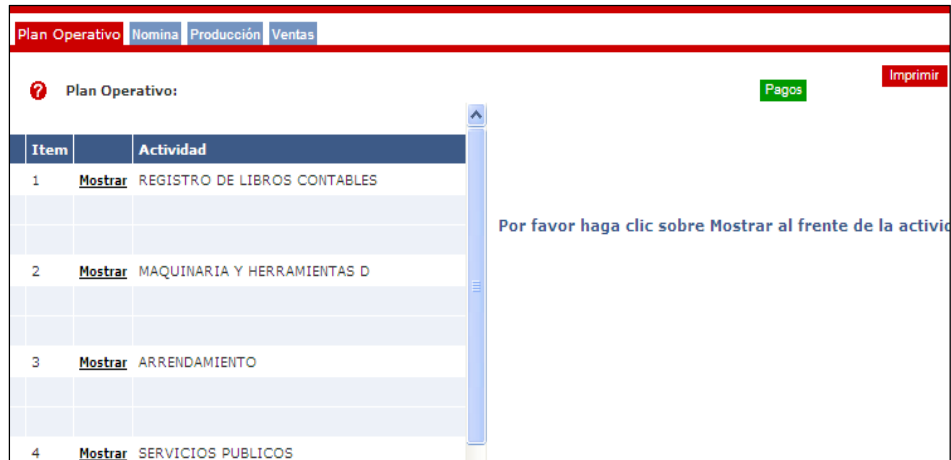 Plan Operativo Nomina Producción Ventas
Imprimir
Plan Operativo: Pagos
Item Actividad
1 Mostrar REGISTRO DE LIBROS CONTABLES
Por favor haga clic sobre Mostrar al frente de la
2 Mostrar MAQUINARIA Y HERRAMIENTAS D
3 Mostrar ARRENDAMIENTO
4 Mostrar SERVICIOS PUBLICOS